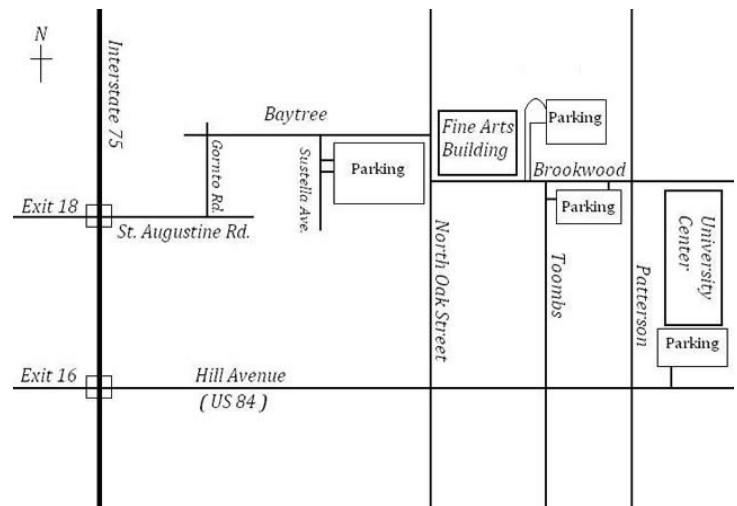 N
Interstate 75
Baytree
Gornto Rd.
Sustella Ave.
Parking
Fine Arts
Building
Parking
Brookwood
Exit 18
St. Augustine Rd.
Parking
North Oak Street
Toombs
Patterson
University
Center
Parking
Exit 16
Hill Avenue
( US 84 )